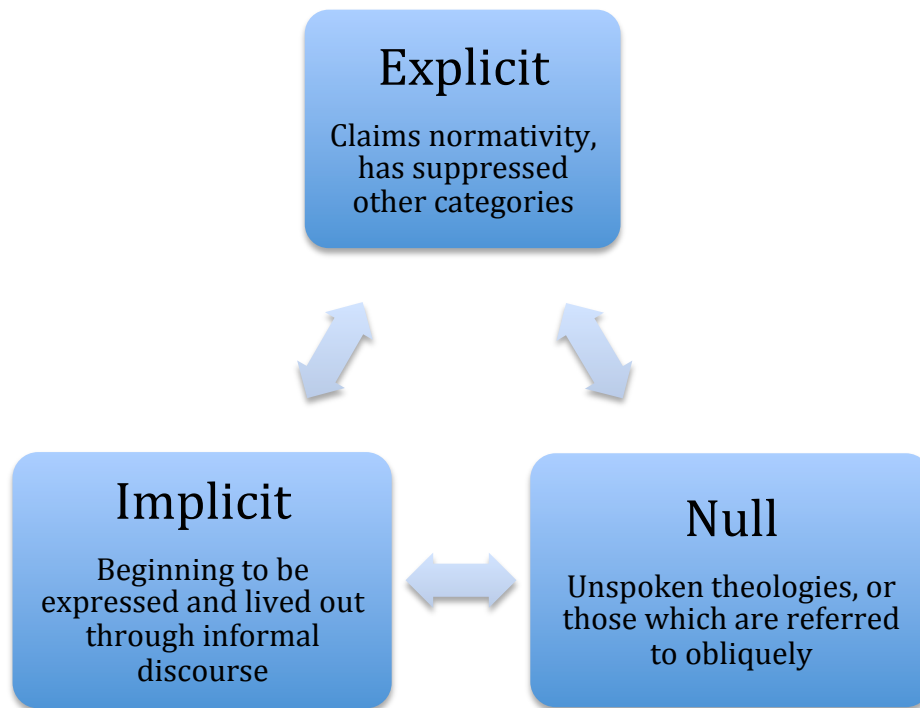 Explicit
Claims normativity,
has suppressed
other categories
Implicit
Beginning to be
expressed and lived out
through informal
discourse
Null
Unspoken theologies, or
those which are referred
to obliquely